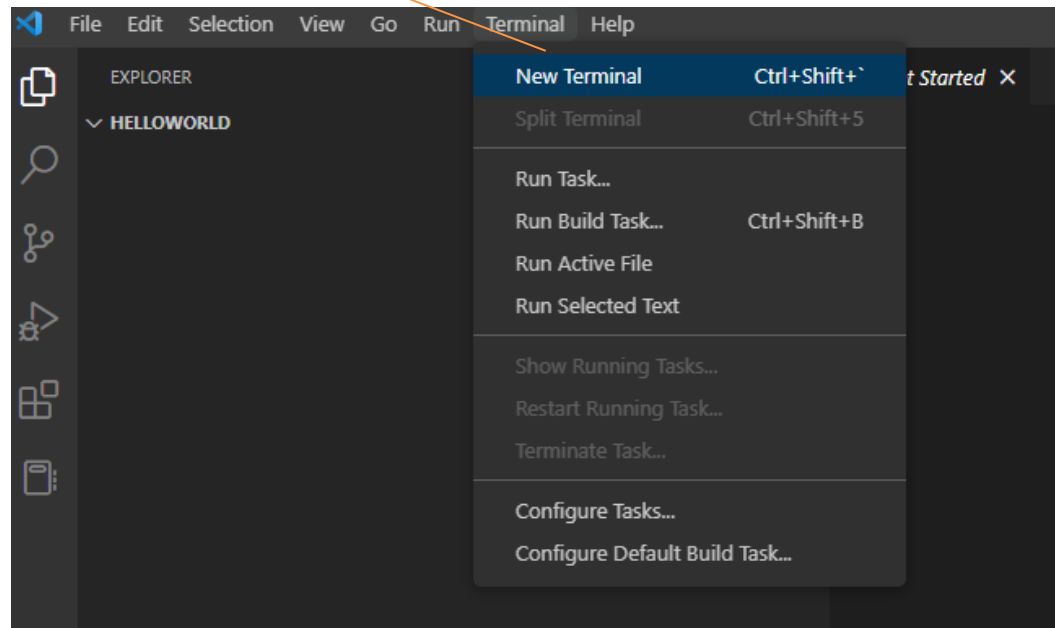 File Edit Selection View Go Run Terminal Help
EXPLORER
HELLOWORLD
New Terminal Ctrl+Shift+`
Split Terminal Ctrl+Shift+5
Run Task...
Run Build Task... Ctrl+Shift+B
Run Active File
Run Selected Text
Show Running Tasks...
Restart Running Task...
Terminate Task...
Configure Tasks...
Configure Default Build Task...
t Started